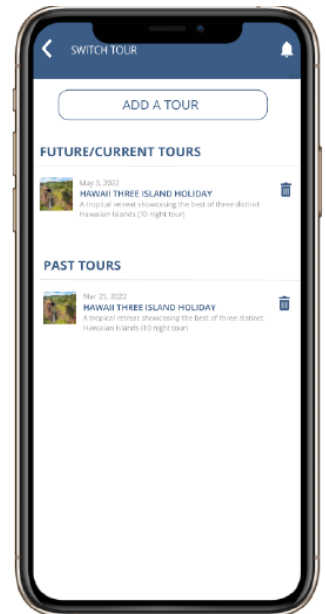 SWITCH TOUR
ADD A TOUR
FUTURE/CURRENT TOURS
May 3, 2022
HAWAII THREE ISLAND HOLIDAY
A tropical retreat showcasing the best of three distinct
Hawaiian Islands (10 night tour)
PAST TOURS
Mar 25, 2022
HAWAII THREE ISLAND HOLIDAY
A tropical retreat showcasing the best of three distinct
Hawaiian Islands (10 night tour)